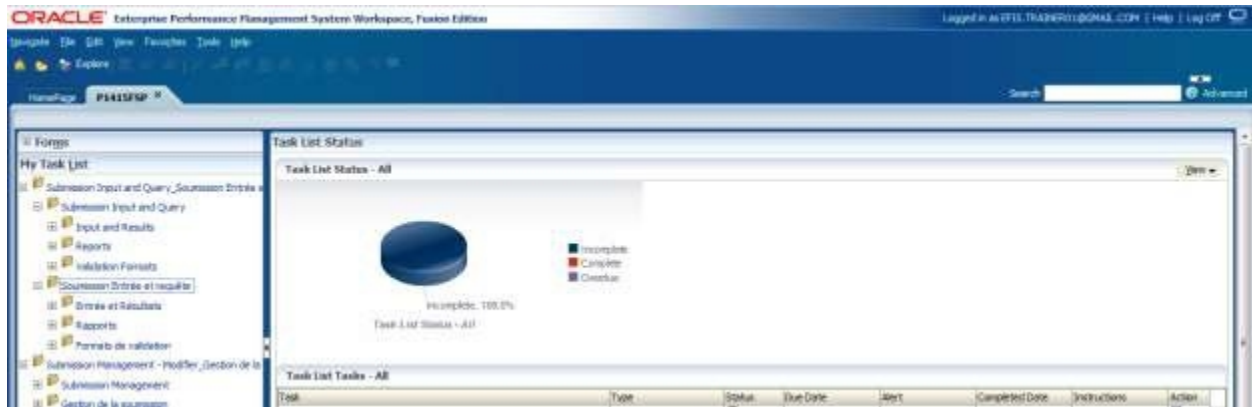 ORACLE Enterprise Performance Management System Workspace, Fusion Edition
Logged in as EFIS.TRAINER01@GMAIL.COM | Help | Log Off
Navigate File Edit View Favorites Tools Help
Explore
HomePage P1415FSP
Search Advanced
Forms
My Task List
Submission Input and Query_Soumission Entrée e
Submission Input and Query
Input and Results
Reports
Validation Formats
Soumission Entrée et requête
Entrée et Résultats
Rapports
Formats de validation
Submission Management - Modifier_Gestion de la
Submission Management
Gestion de la soumission
Task List Status
Task List Status - All
View
Incomplete
Complete
Overdue
Incomplete, 100.0%
Task List Status - All
Task List Tasks - All
Task Type Status Due Date Alert Completed Date Instructions Action